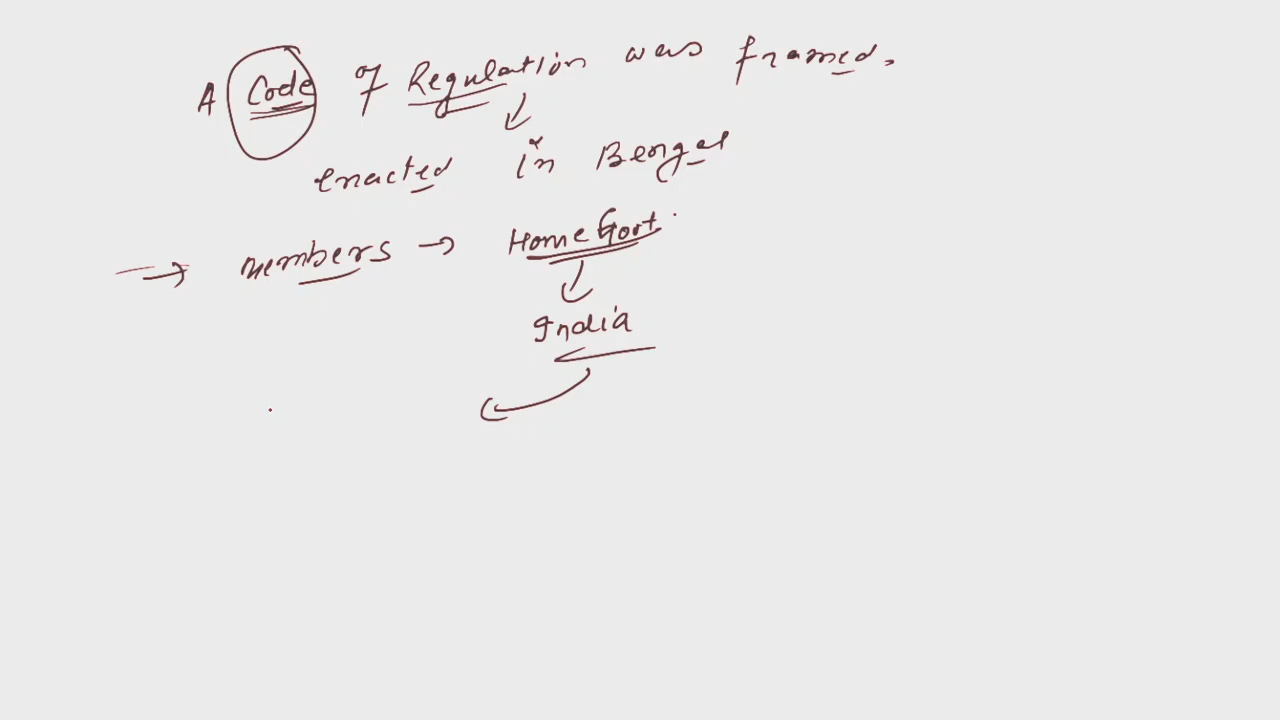 A Code of Regulation was framed.
enacted in Bengal
→ members → Home Govt.
India